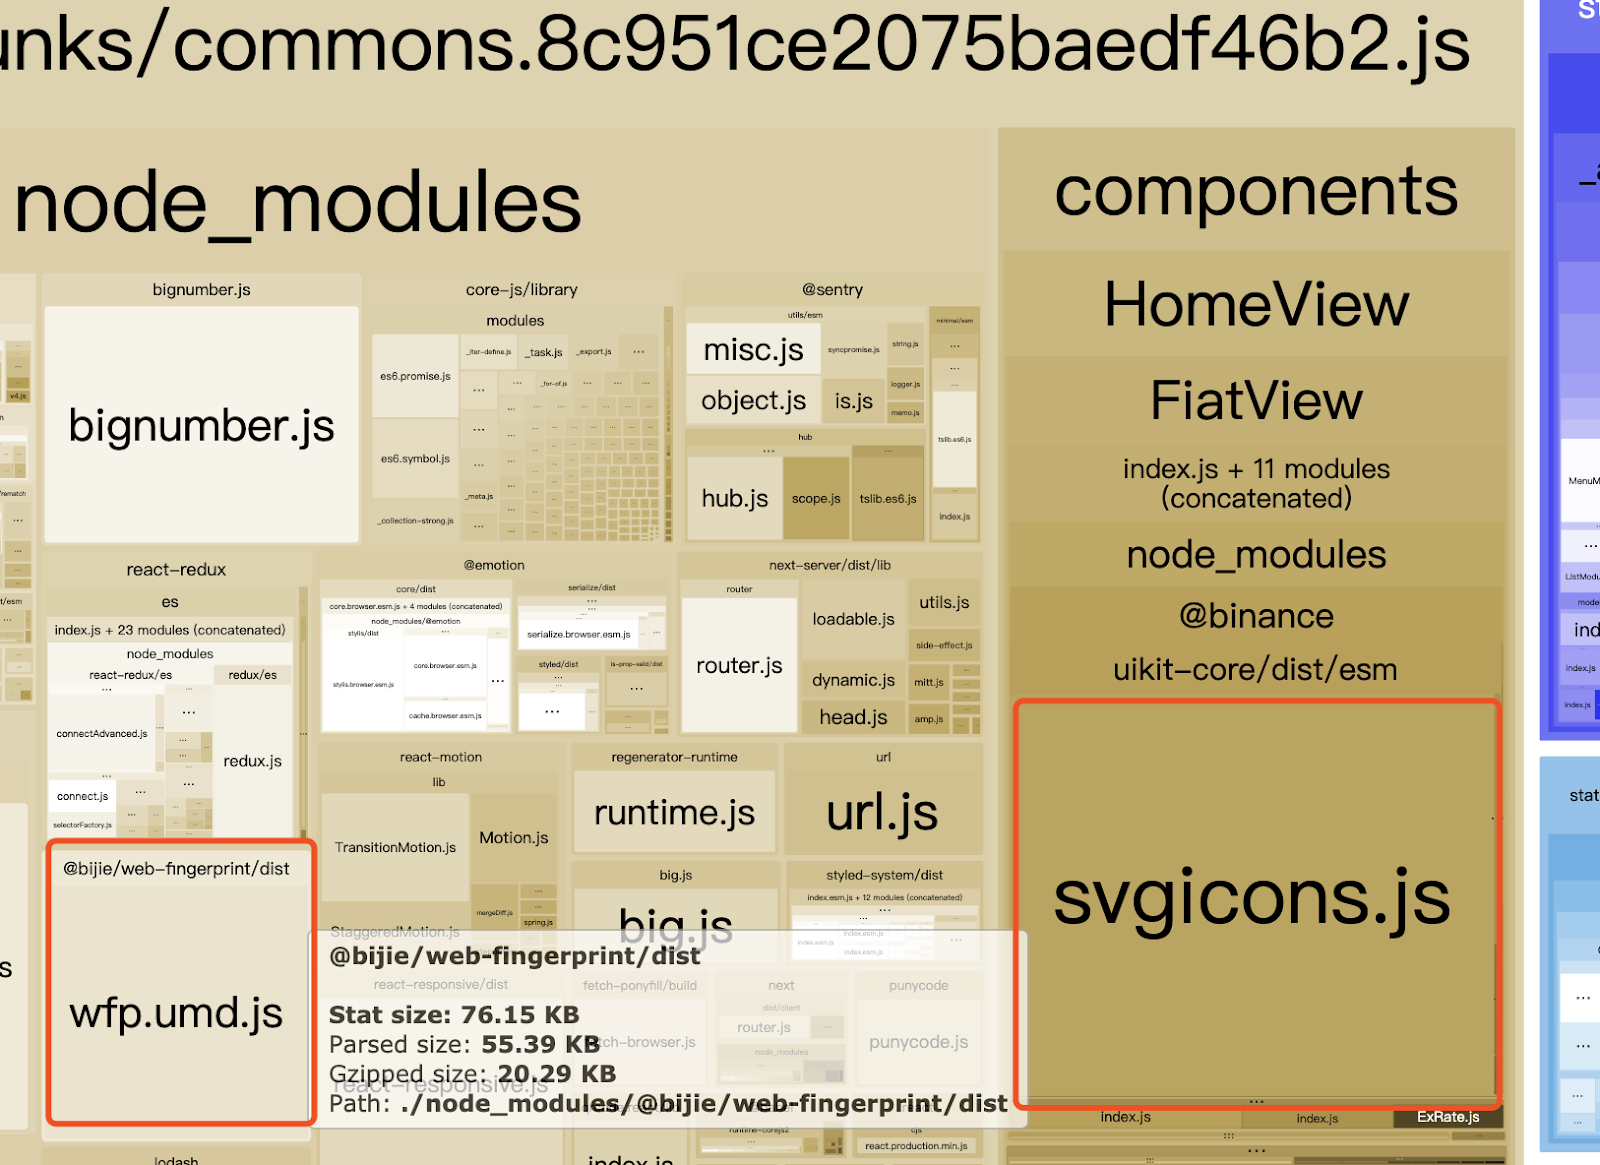 unks/commons.8c951ce2075baedf46b2.js
node_modules
components
HomeView
FiatView
index.js + 11 modules
(concatenated)
node_modules
@binance
uikit-core/dist/esm
svgicons.js
index.js
index.js
ExRate.js
bignumber.js
bignumber.js
core-js/library
modules
es6.promise.js
_iter-define.js
_task.js
_export.js
_for-of.js
es6.symbol.js
_meta.js
_collection-strong.js
@sentry
utils/esm
misc.js
syncpromise.js
string.js
object.js
is.js
logger.js
memo.js
hub
hub.js
scope.js
tslib.es6.js
minimal/esm
tslib.es6.js
index.js
v4.js
/rematch
t/esm
react-redux
es
index.js + 23 modules (concatenated)
node_modules
react-redux/es
redux/es
connectAdvanced.js
redux.js
connect.js
selectorFactory.js
@emotion
core/dist
core.browser.esm.js + 4 modules (concatenated)
node_modules/@emotion
stylis/dist
stylis.browser.esm.js
core.browser.esm.js
cache.browser.esm.js
serialize/dist
serialize.browser.esm.js
styled/dist
is-prop-valid/dist
next-server/dist/lib
router
router.js
loadable.js
utils.js
side-effect.js
dynamic.js
mitt.js
head.js
amp.js
react-motion
lib
TransitionMotion.js
Motion.js
mergeDiff.js
spring.js
StaggeredMotion.js
regenerator-runtime
runtime.js
url
url.js
big.js
big.js
styled-system/dist
index.esm.js + 12 modules (concatenated)
index.esm.js
index.esm.js
index.esm.js
@bijie/web-fingerprint/dist
wfp.umd.js
@bijie/web-fingerprint/dist
Stat size: 76.15 KB
Parsed size: 55.39 KB
Gzipped size: 20.29 KB
Path: ./node_modules/@bijie/web-fingerprint/dist
react-responsive/dist
react-responsive.js
fetch-ponyfill/build
fetch-browser.js
next
dist/client
router.js
node_modules
punycode
punycode.js
runtime-corejs2
cjs
react.production.min.js
lodash
index.js
s
MenuM
ListModu
mode
ind
index.js
index.js
stat